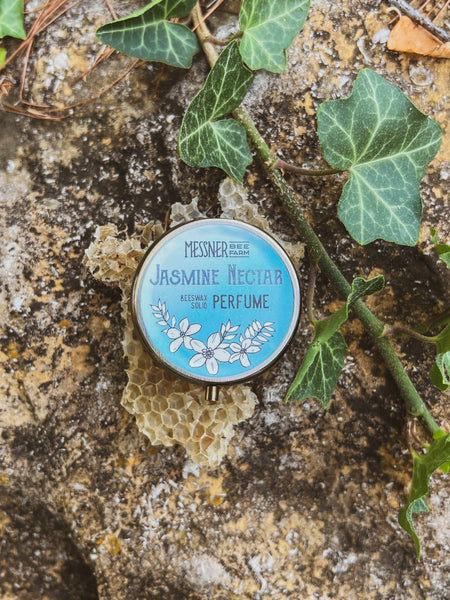 MESSNER BEE FARM
JASMINE NECTAR
BEESWAX SOLID PERFUME